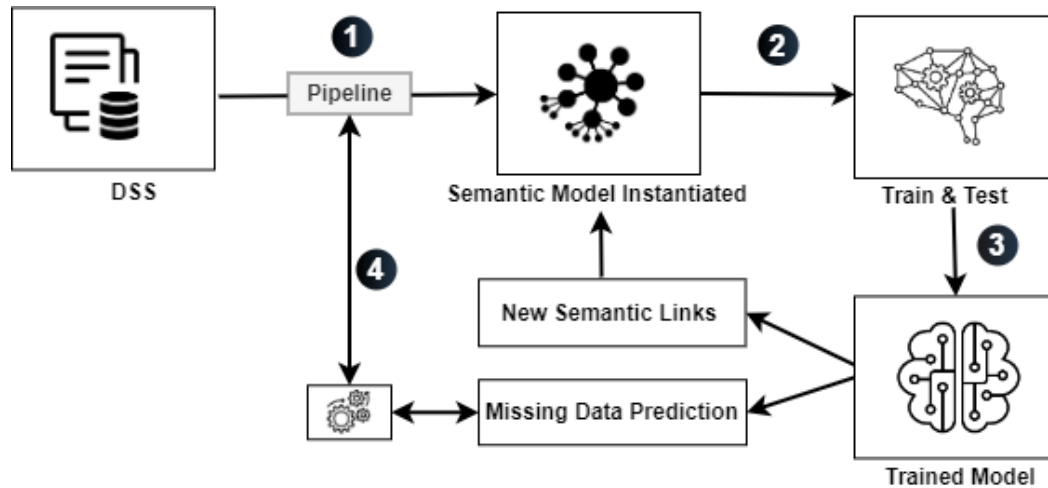 1
2
Pipeline
DSS
Semantic Model Instantiated
Train & Test
3
4
New Semantic Links
Missing Data Prediction
Trained Model